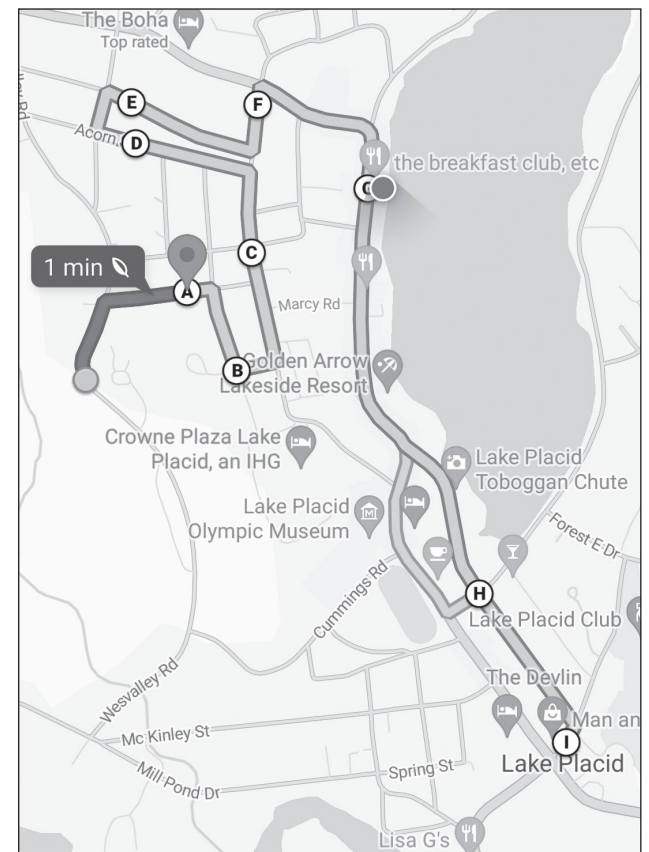 The Boha
Top rated
ley Rd
E
F
Acorn
D
the breakfast club, etc
G
C
1 min
A
Marcy Rd
B
Golden Arrow
Lakeside Resort
Crowne Plaza Lake
Placid, an IHG
Lake Placid
Toboggan Chute
Lake Placid
Olympic Museum
M
Forest E Dr
Cummings Rd
H
Lake Placid Club
Wesvalley Rd
The Devlin
Mc Kinley St
Man an
I
Lake Placid
Mill Pond Dr
Spring St
Lisa G's